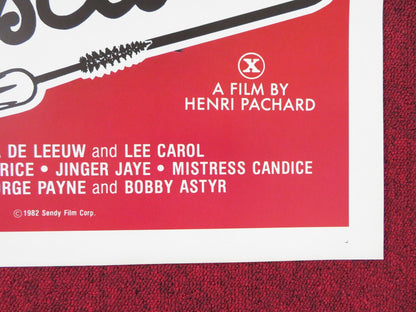 X
A FILM BY
HENRI PACHARD
DE LEEUW and LEE CAROL
RICE • JINGER JAYE • MISTRESS CANDICE
RGE PAYNE and BOBBY ASTYR
©1982 Sendy Film Corp.